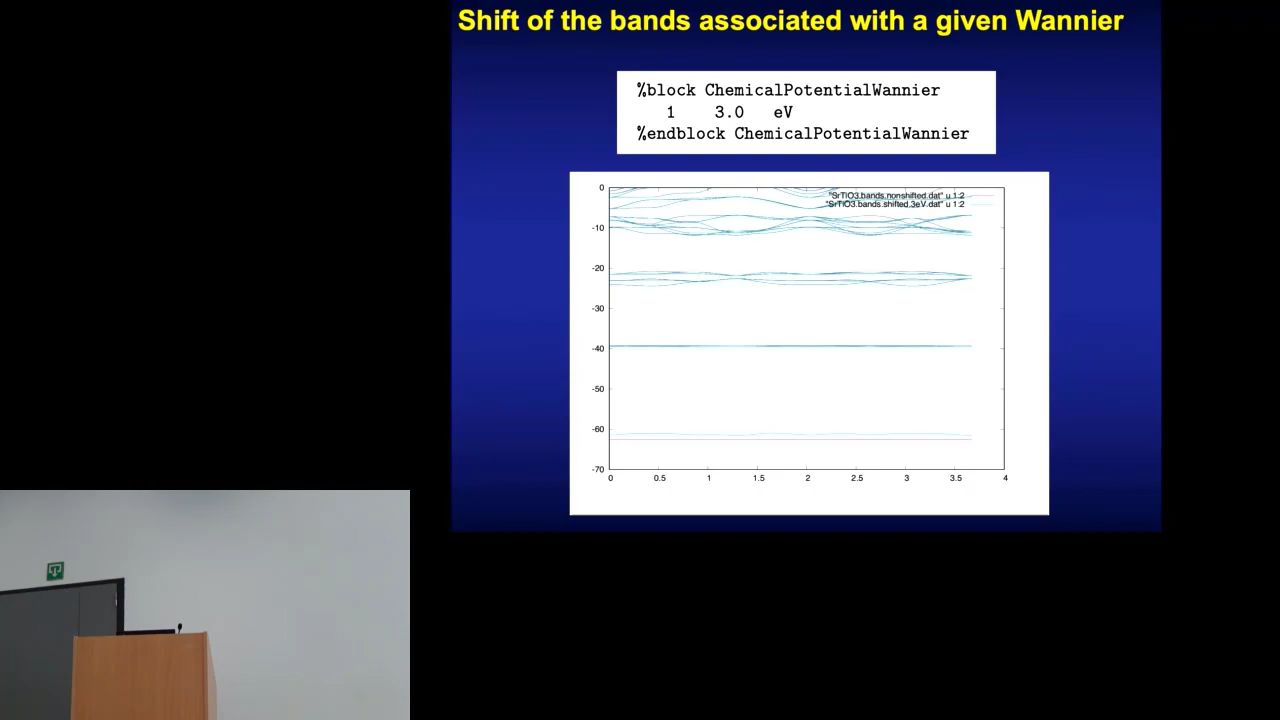 Shift of the bands associated with a given Wannier
%block ChemicalPotentialWannier
1 3.0 eV
%endblock ChemicalPotentialWannier
"SrTiO3.bands.nonshifted.dat" u 1:2
"SrTiO3.bands.shifted.3eV.dat" u 1:2
0
-10
-20
-30
-40
-50
-60
-70
0 0.5 1 1.5 2 2.5 3 3.5 4